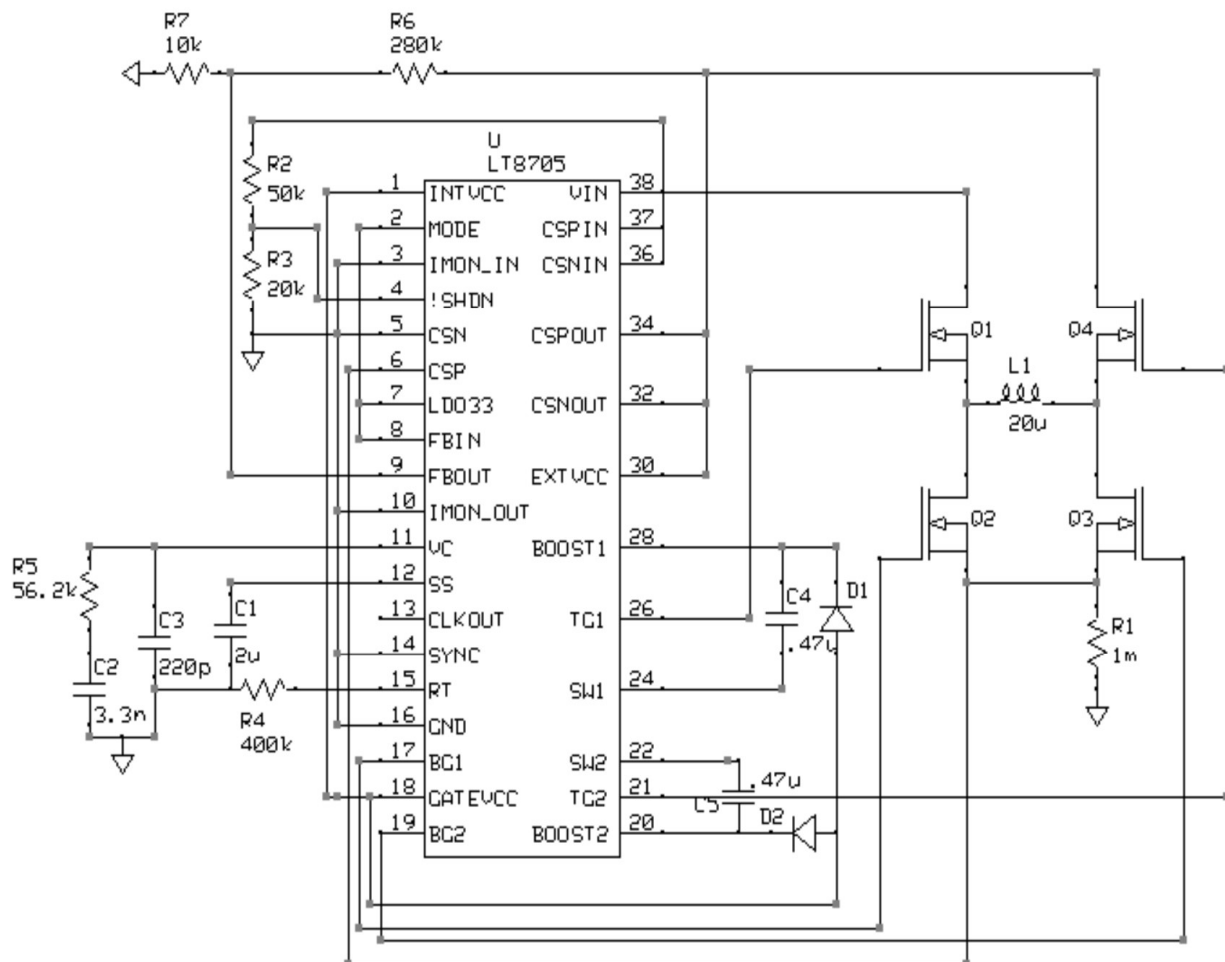 R7
10k
R6
280k
U
LT8705
R2
50k
R3
20k
1 INTVCC VIN 38
2 MODE CSPIN 37
3 IMON_IN CSNIN 36
4 !SHDN
5 CSN CSPOUT 34
6 CSP
7 LDO33 CSNOUT 32
8 FBIN
9 FBOUT EXTVCC 30
10 IMON_OUT
11 VC BOOST1 28
12 SS
13 CLKOUT TG1 26
14 SYNC
15 RT SW1 24
16 GND
17 BG1 SW2 22
18 GATEVCC TG2 21
19 BG2 BOOST2 20
Q1
Q4
L1
20u
Q2
Q3
R5
56.2k
C1
2u
C3
220p
C2
3.3n
R4
400k
C4
.47u
D1
R1
1m
.47u
C5
D2